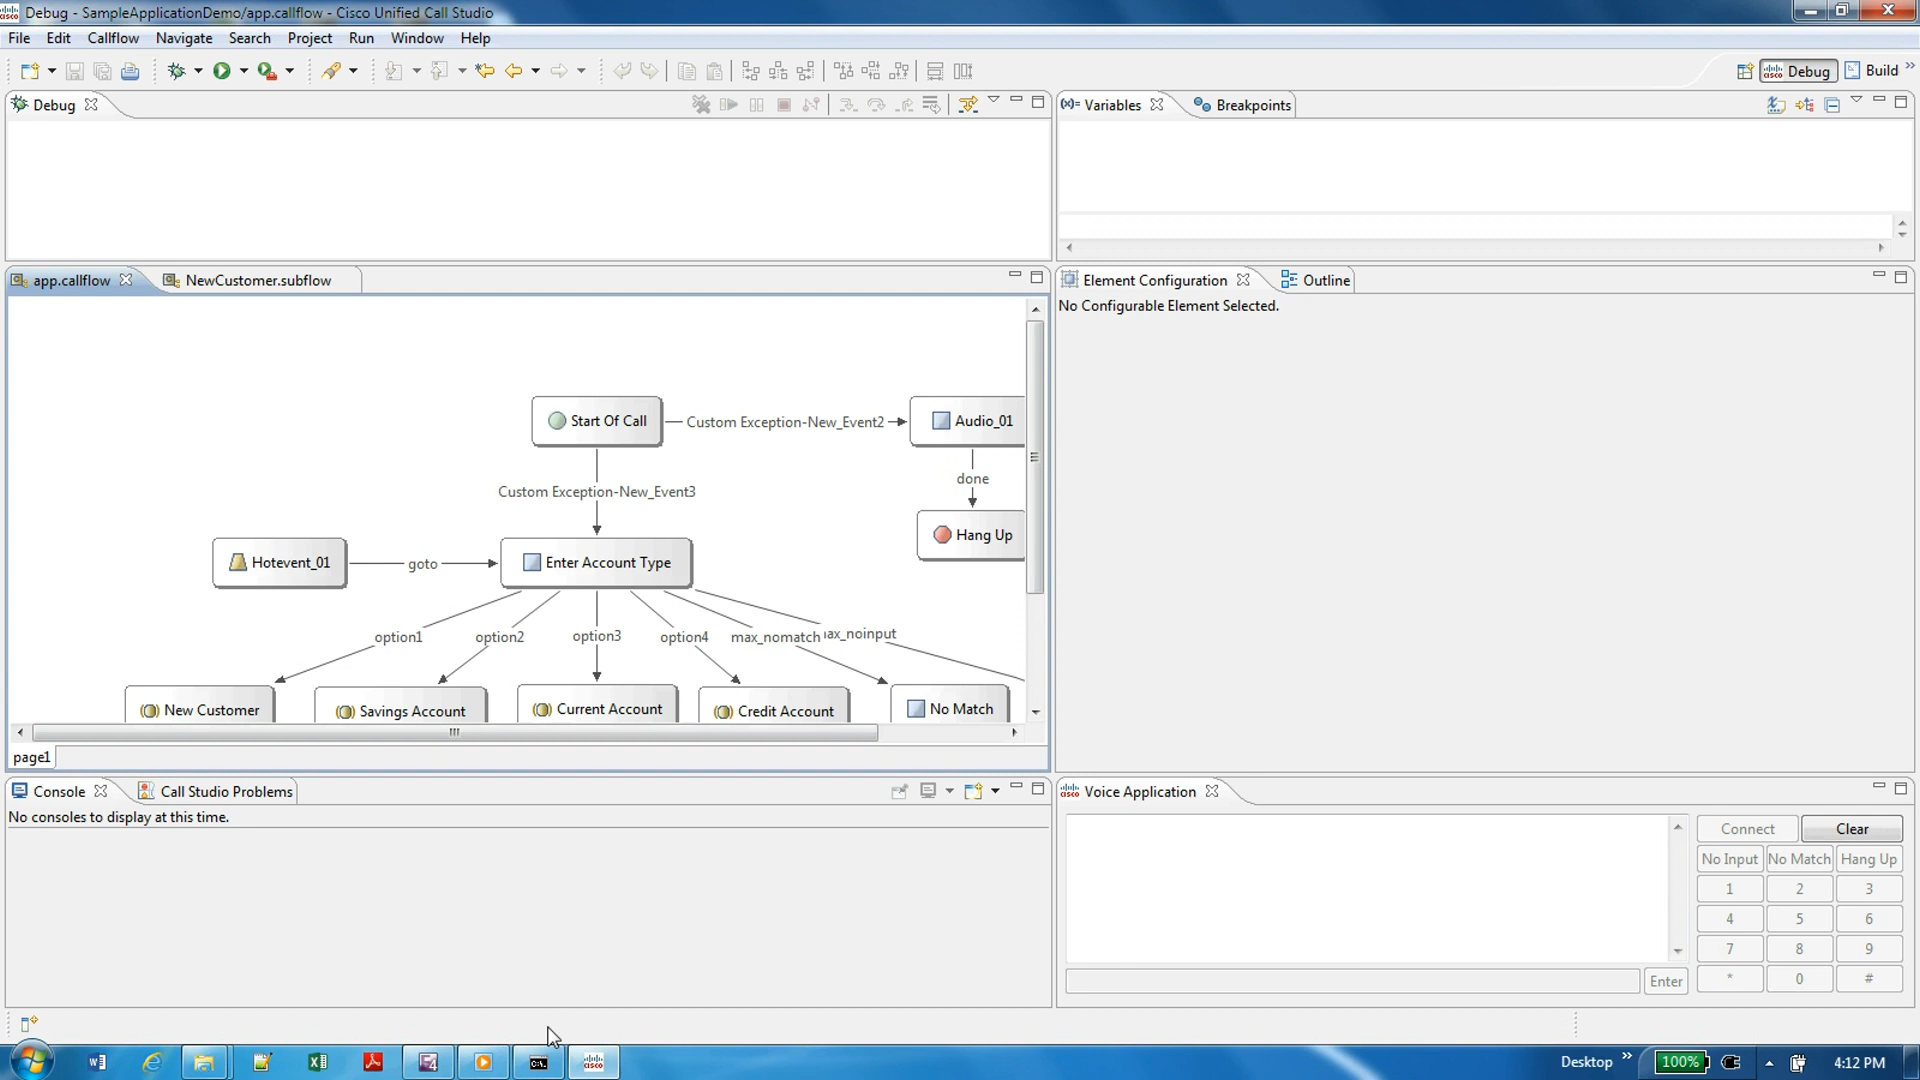 Debug - SampleApplicationDemo/app.callflow - Cisco Unified Call Studio
File Edit Callflow Navigate Search Project Run Window Help
Debug Build
Debug
Variables Breakpoints
app.callflow NewCustomer.subflow
Element Configuration Outline
No Configurable Element Selected.
Start Of Call Custom Exception-New_Event2 Audio_01
done
Custom Exception-New_Event3
Hang Up
Hotevent_01 goto Enter Account Type
option1 option2 option3 option4 max_nomatch ax_noinput
New Customer Savings Account Current Account Credit Account No Match
page1
Console Call Studio Problems
No consoles to display at this time.
Voice Application
Connect Clear
No Input No Match Hang Up
1 2 3
4 5 6
7 8 9
* 0 #
Enter
Desktop 100% 4:12 PM